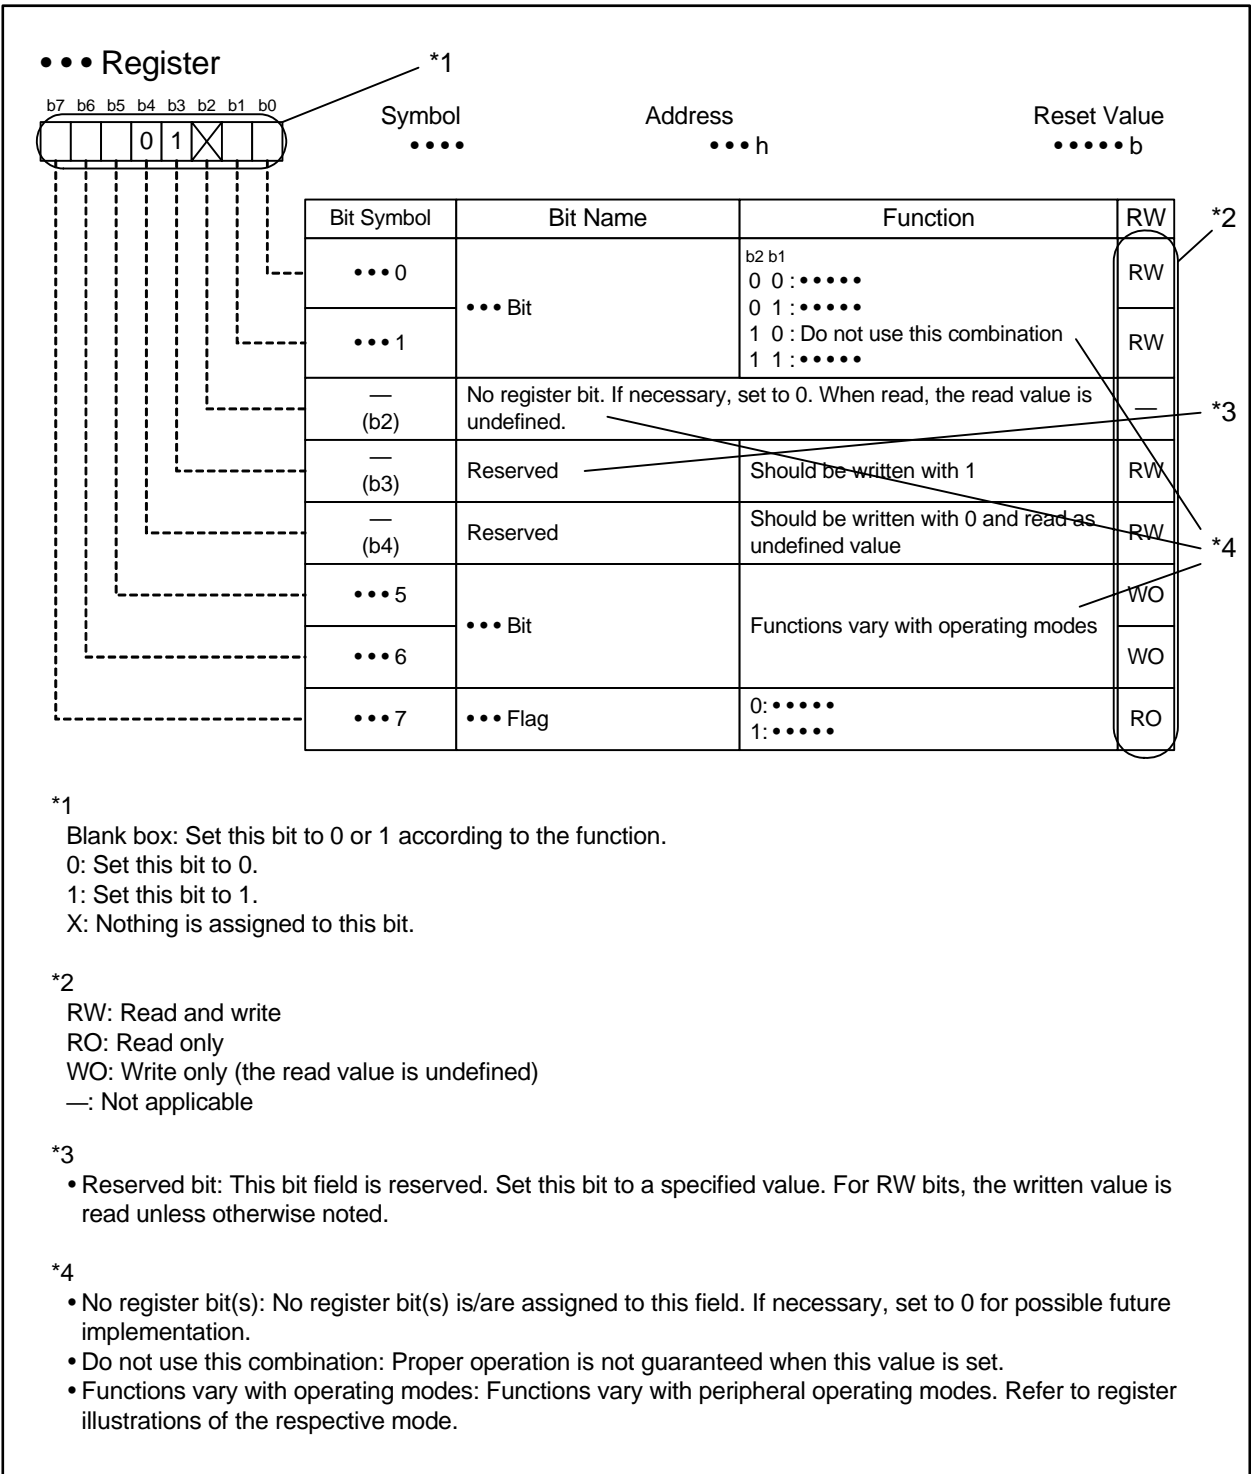 ••• Register
*1
b7 b6 b5 b4 b3 b2 b1 b0
0 1 X
Symbol Address Reset Value
•••• •••h •••••b
Bit Symbol Bit Name Function RW
*2
•••0
••• Bit
b2 b1
0 0 : •••••
0 1 : •••••
1 0 : Do not use this combination
1 1 : •••••
RW
•••1
RW
— (b2)
No register bit. If necessary, set to 0. When read, the read value is
undefined.
—
*3
— (b3)
Reserved
Should be written with 1
RW
— (b4)
Reserved
Should be written with 0 and read as
undefined value
RW
*4
•••5
••• Bit
Functions vary with operating modes
WO
•••6
WO
•••7
••• Flag
0: •••••
1: •••••
RO
*1
Blank box: Set this bit to 0 or 1 according to the function.
0: Set this bit to 0.
1: Set this bit to 1.
X: Nothing is assigned to this bit.
*2
RW: Read and write
RO: Read only
WO: Write only (the read value is undefined)
—: Not applicable
*3
• Reserved bit: This bit field is reserved. Set this bit to a specified value. For RW bits, the written value is
read unless otherwise noted.
*4
• No register bit(s): No register bit(s) is/are assigned to this field. If necessary, set to 0 for possible future
implementation.
• Do not use this combination: Proper operation is not guaranteed when this value is set.
• Functions vary with operating modes: Functions vary with peripheral operating modes. Refer to register
illustrations of the respective mode.